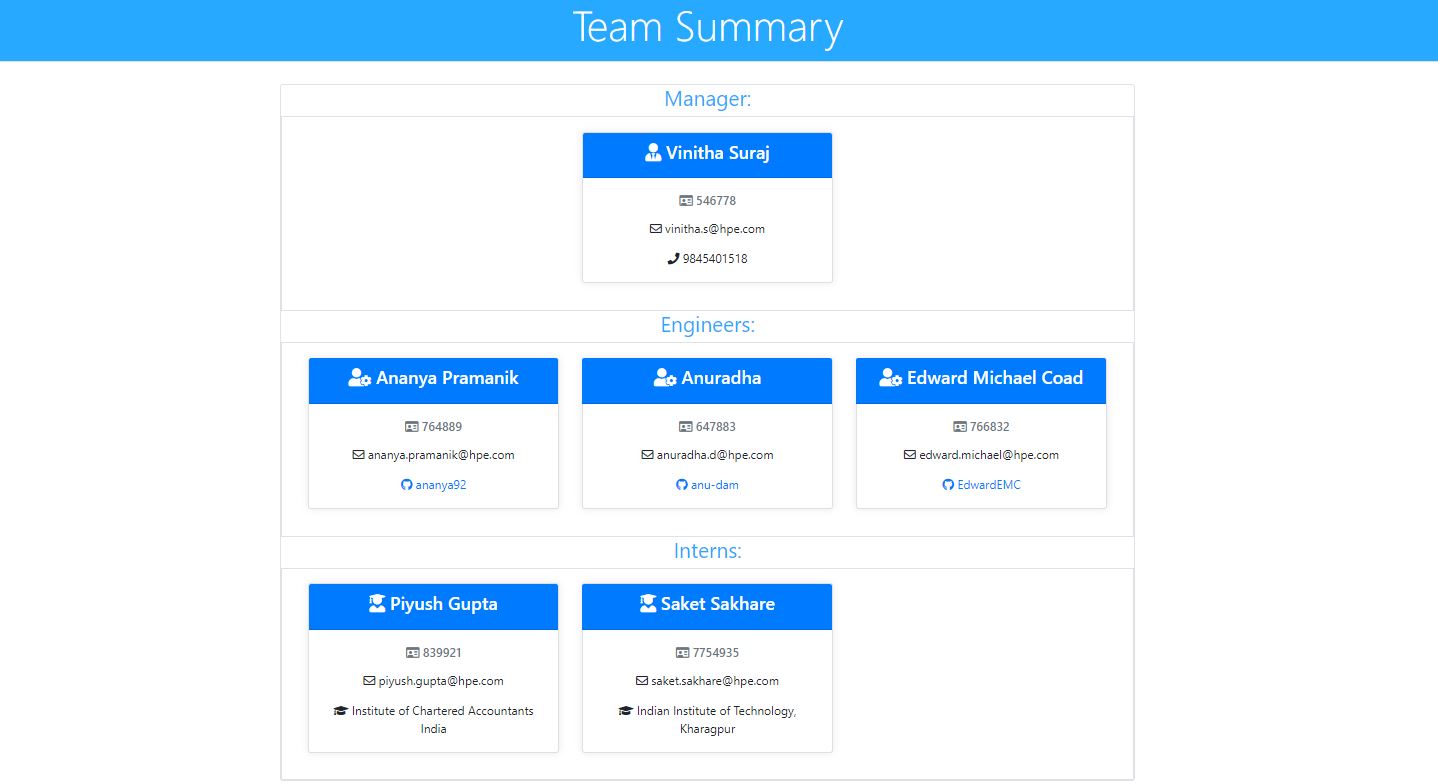 Team Summary
Manager:
Vinitha Suraj
546778
vinitha.s@hpe.com
9845401518
Engineers:
Ananya Pramanik
764889
ananya.pramanik@hpe.com
ananya92
Anuradha
647883
anuradha.d@hpe.com
anu-dam
Edward Michael Coad
766832
edward.michael@hpe.com
EdwardEMC
Interns:
Piyush Gupta
839921
piyush.gupta@hpe.com
Institute of Chartered Accountants
India
Saket Sakhare
7754935
saket.sakhare@hpe.com
Indian Institute of Technology,
Kharagpur